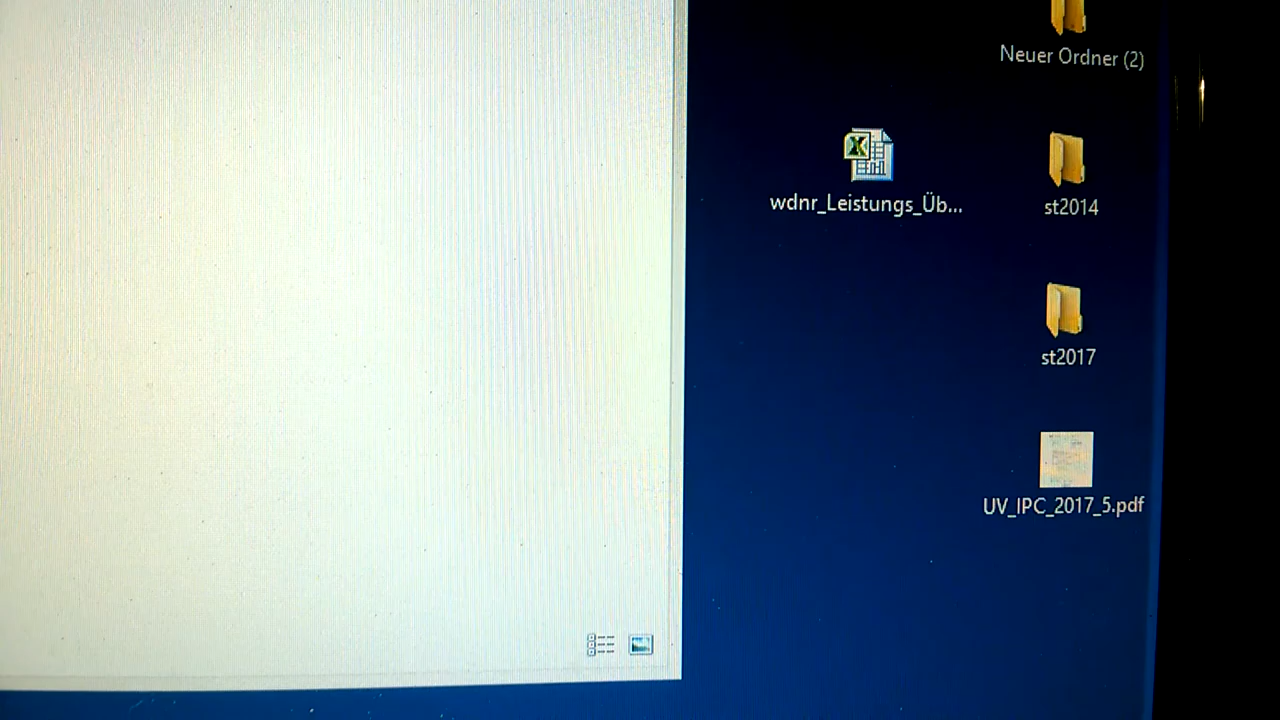 Neuer Ordner (2)
wdnr_Leistungs_Üb...
st2014
st2017
UV_IPC_2017_5.pdf